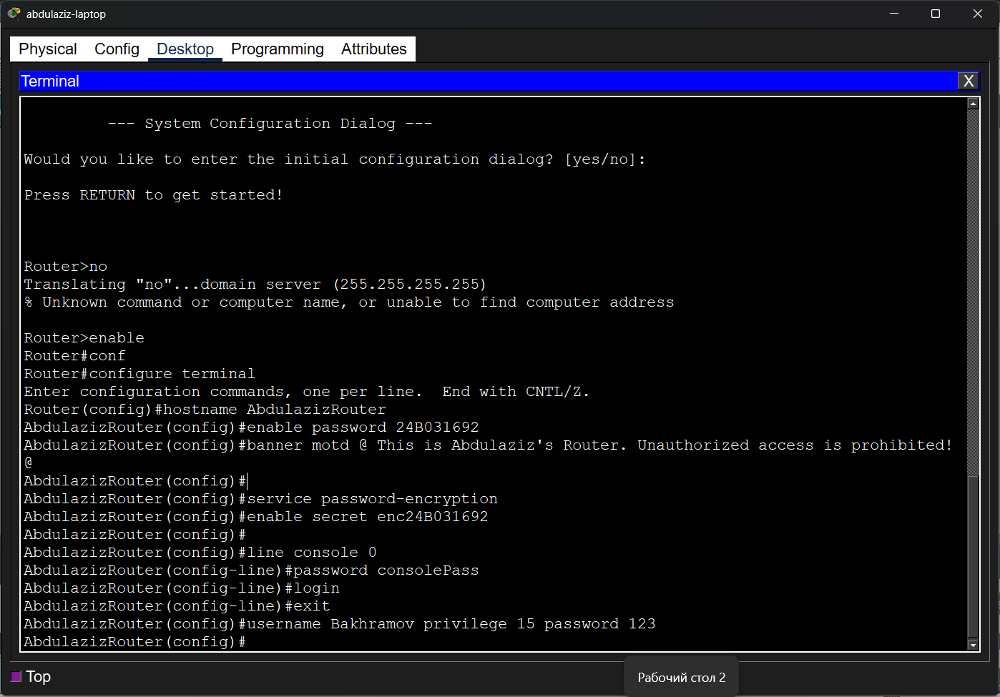 abdulaziz-laptop
Physical Config Desktop Programming Attributes
Terminal X
--- System Configuration Dialog ---
Would you like to enter the initial configuration dialog? [yes/no]:
Press RETURN to get started!
Router>no
Translating "no"...domain server (255.255.255.255)
% Unknown command or computer name, or unable to find computer address
Router>enable
Router#conf
Router#configure terminal
Enter configuration commands, one per line.  End with CNTL/Z.
Router(config)#hostname AbdulazizRouter
AbdulazizRouter(config)#enable password 24B031692
AbdulazizRouter(config)#banner motd @ This is Abdulaziz's Router. Unauthorized access is prohibited!
@
AbdulazizRouter(config)#
AbdulazizRouter(config)#service password-encryption
AbdulazizRouter(config)#enable secret enc24B031692
AbdulazizRouter(config)#
AbdulazizRouter(config)#line console 0
AbdulazizRouter(config-line)#password consolePass
AbdulazizRouter(config-line)#login
AbdulazizRouter(config-line)#exit
AbdulazizRouter(config)#username Bakhramov privilege 15 password 123
AbdulazizRouter(config)#
Top
Рабочий стол 2